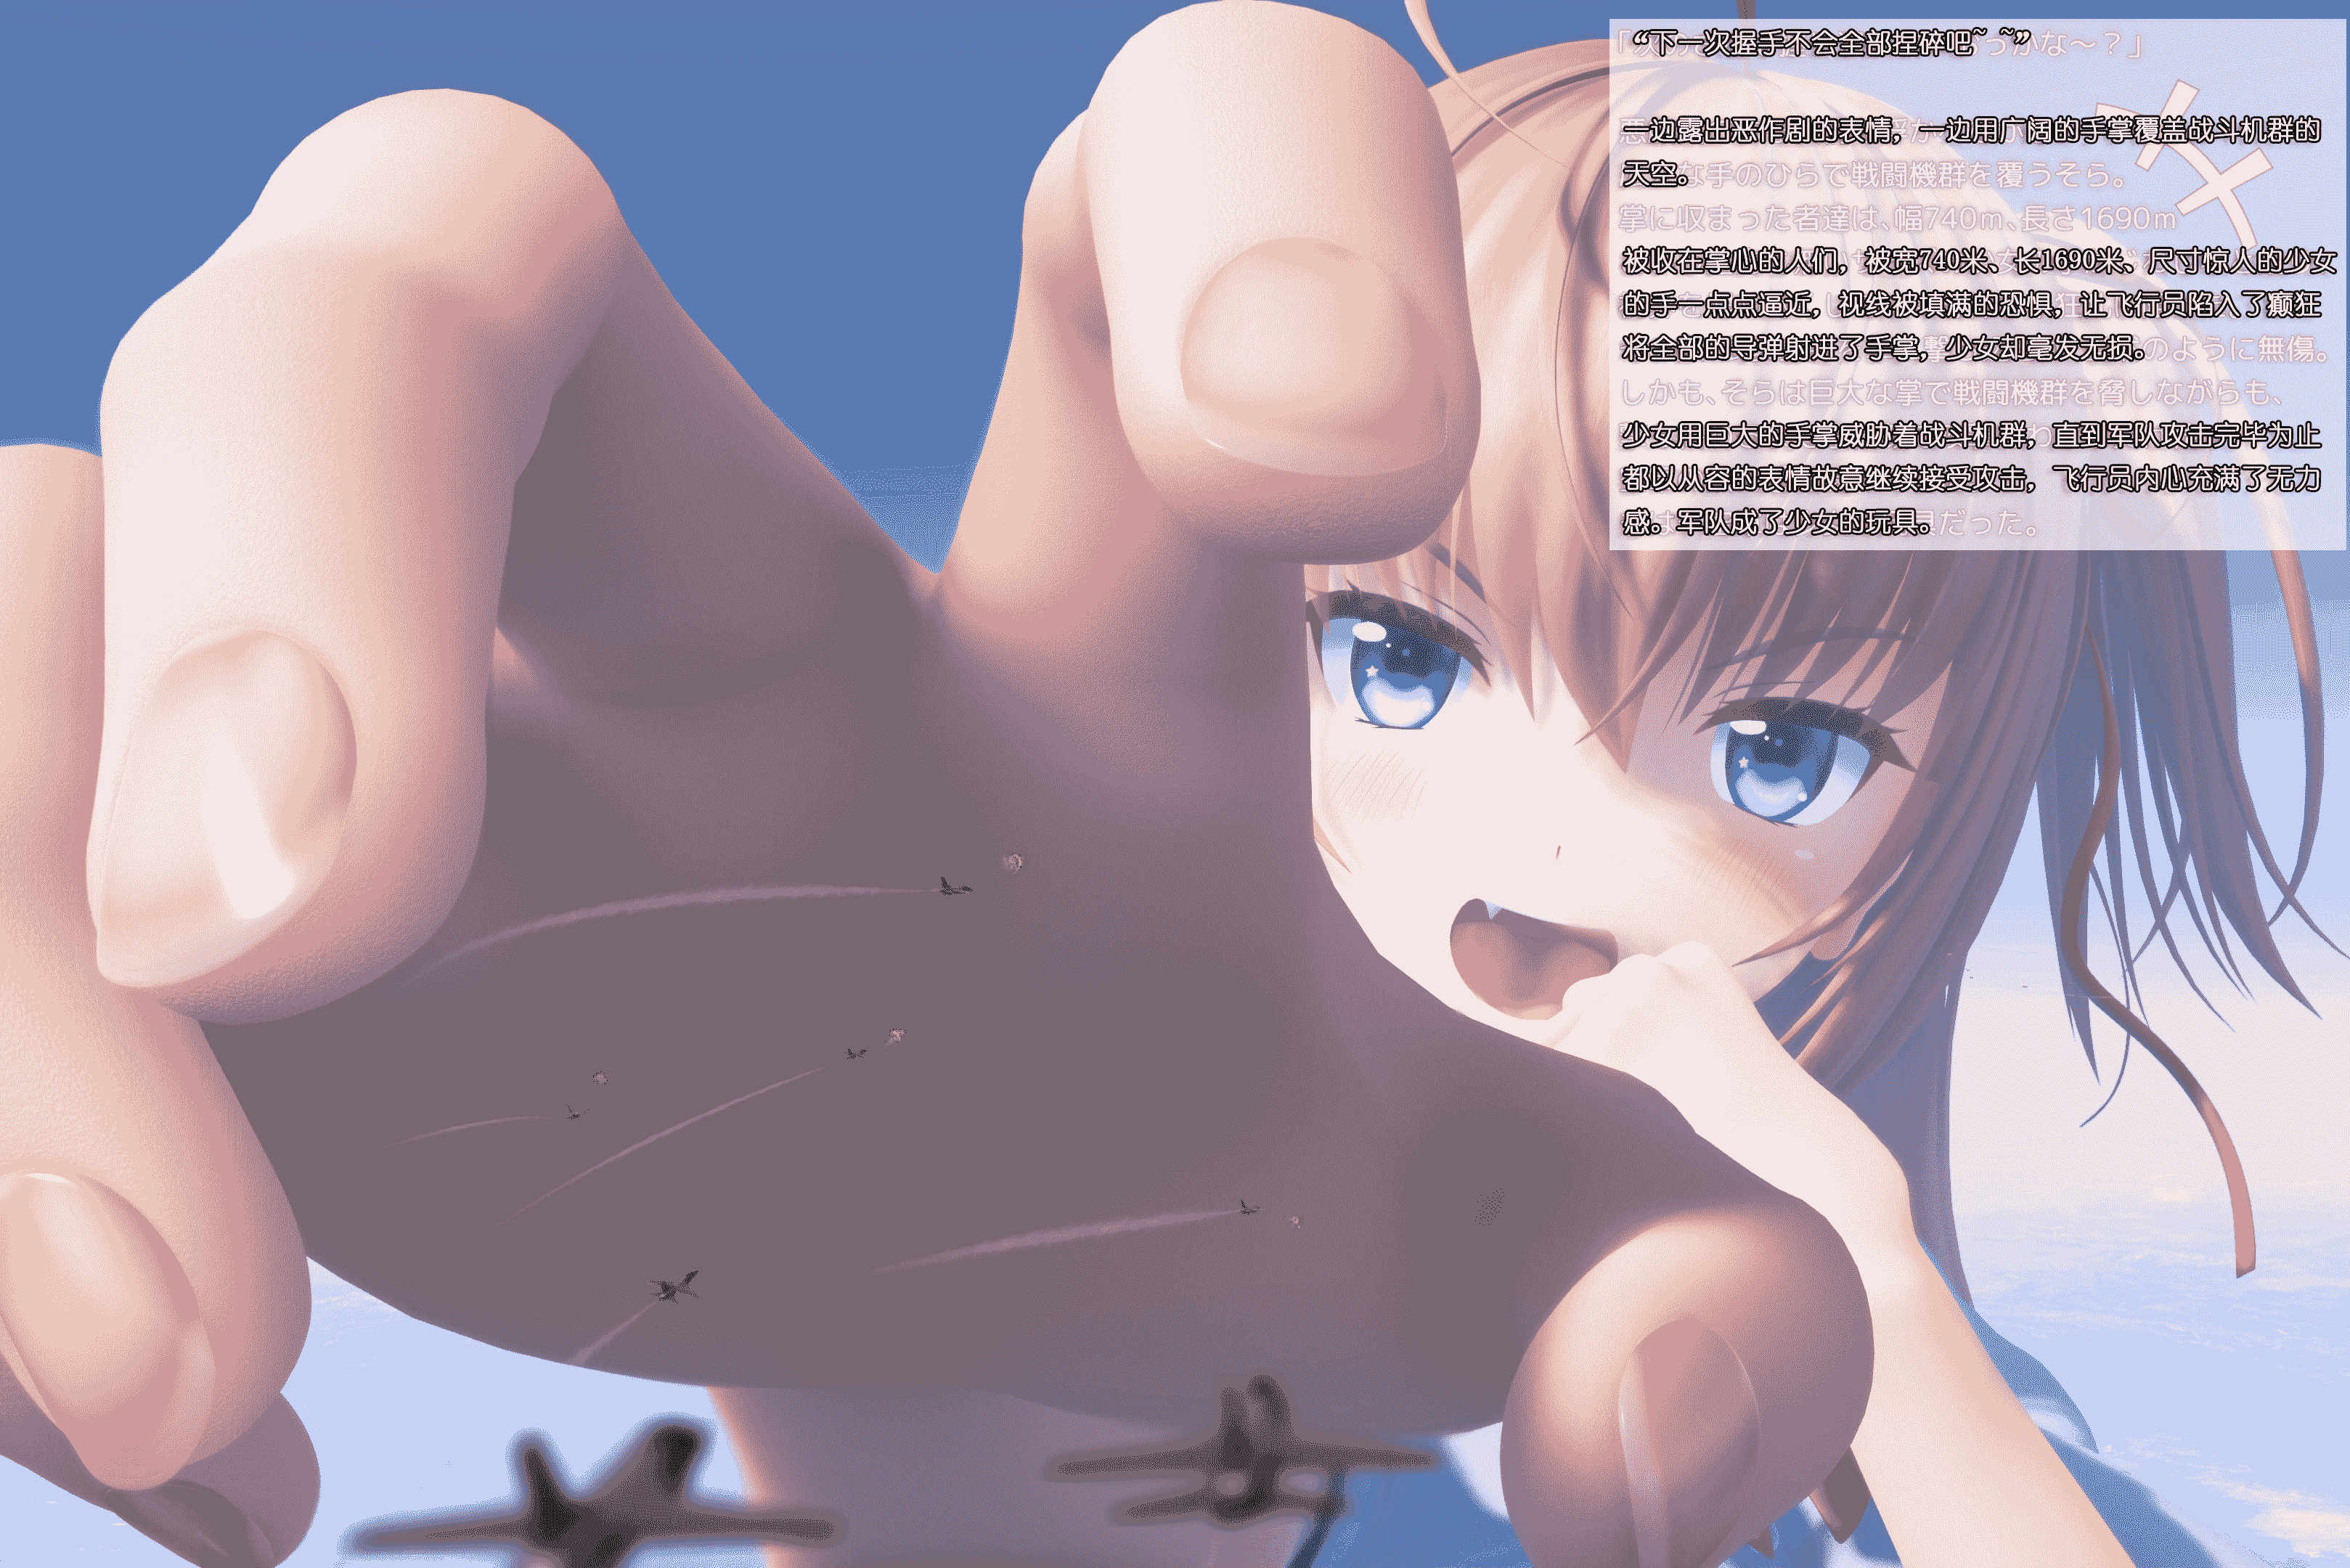 “下一次握手不会全部捏碎吧~ ~” かな～？」
一边露出恶作剧的表情，一边用广阔的手掌覆盖战斗机群的
天空。 な手のひらで戦闘機群を覆うそら。
掌に収まった者達は、幅740m、長さ1690m
被收在掌心的人们，被宽740米、长1690米、尺寸惊人的少女
的手一点点逼近，视线被填满的恐惧，让飞行员陷入了癫狂
将全部的导弹射进了手掌，少女却毫发无损。 のように無傷。
しかも、そらは巨大な掌で戦闘機群を脅しながらも、
少女用巨大的手掌威胁着战斗机群，直到军队攻击完毕为止
都以从容的表情故意继续接受攻击，飞行员内心充满了无力
感。军队成了少女的玩具。 だった。